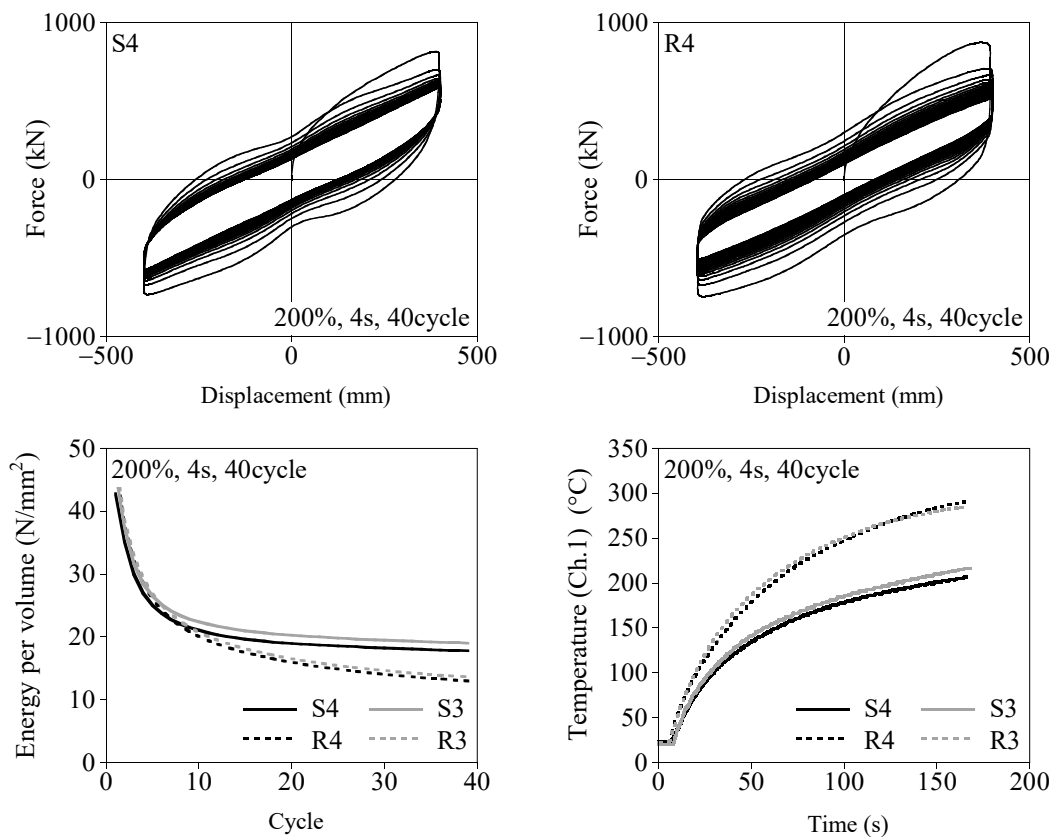 1000
S4
Force (kN)
0
200%, 4s, 40cycle
−1000
−500
0
500
Displacement (mm)
1000
R4
Force (kN)
0
200%, 4s, 40cycle
−1000
−500
0
500
Displacement (mm)
50
200%, 4s, 40cycle
40
30
20
10
0
Energy per volume (N/mm²)
S4
S3
R4
R3
0
10
20
30
40
Cycle
350
200%, 4s, 40cycle
300
250
200
150
100
50
0
Temperature (Ch.1) (°C)
S4
S3
R4
R3
0
50
100
150
200
Time (s)